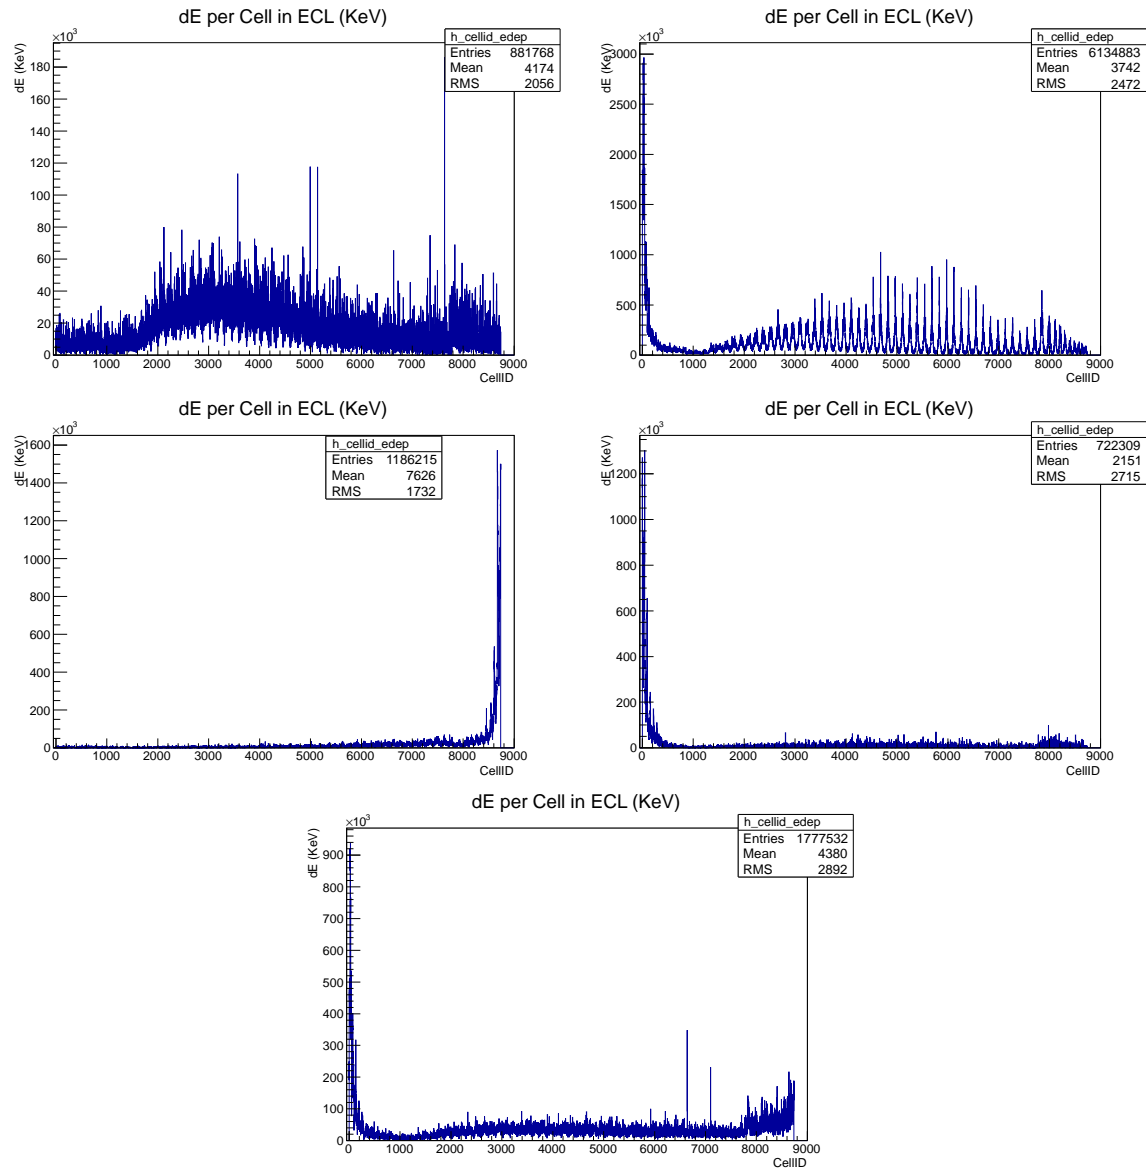 dE per Cell in ECL (KeV)
×10³
dE (KeV)
h_cellid_edep
Entries 881768
Mean 4174
RMS 2056
180
160
140
120
100
80
60
40
20
0
0 1000 2000 3000 4000 5000 6000 7000 8000 9000
CellID
dE per Cell in ECL (KeV)
×10³
dE (KeV)
h_cellid_edep
Entries 6134883
Mean 3742
RMS 2472
3000
2500
2000
1500
1000
500
0
0 1000 2000 3000 4000 5000 6000 7000 8000 9000
CellID
dE per Cell in ECL (KeV)
×10³
dE (KeV)
h_cellid_edep
Entries 1186215
Mean 7626
RMS 1732
1600
1400
1200
1000
800
600
400
200
0
0 1000 2000 3000 4000 5000 6000 7000 8000 9000
CellID
dE per Cell in ECL (KeV)
×10³
dE (KeV)
h_cellid_edep
Entries 722309
Mean 2151
RMS 2715
1200
1000
800
600
400
200
0
0 1000 2000 3000 4000 5000 6000 7000 8000 9000
CellID
dE per Cell in ECL (KeV)
×10³
dE (KeV)
h_cellid_edep
Entries 1777532
Mean 4380
RMS 2892
900
800
700
600
500
400
300
200
100
0
0 1000 2000 3000 4000 5000 6000 7000 8000 9000
CellID